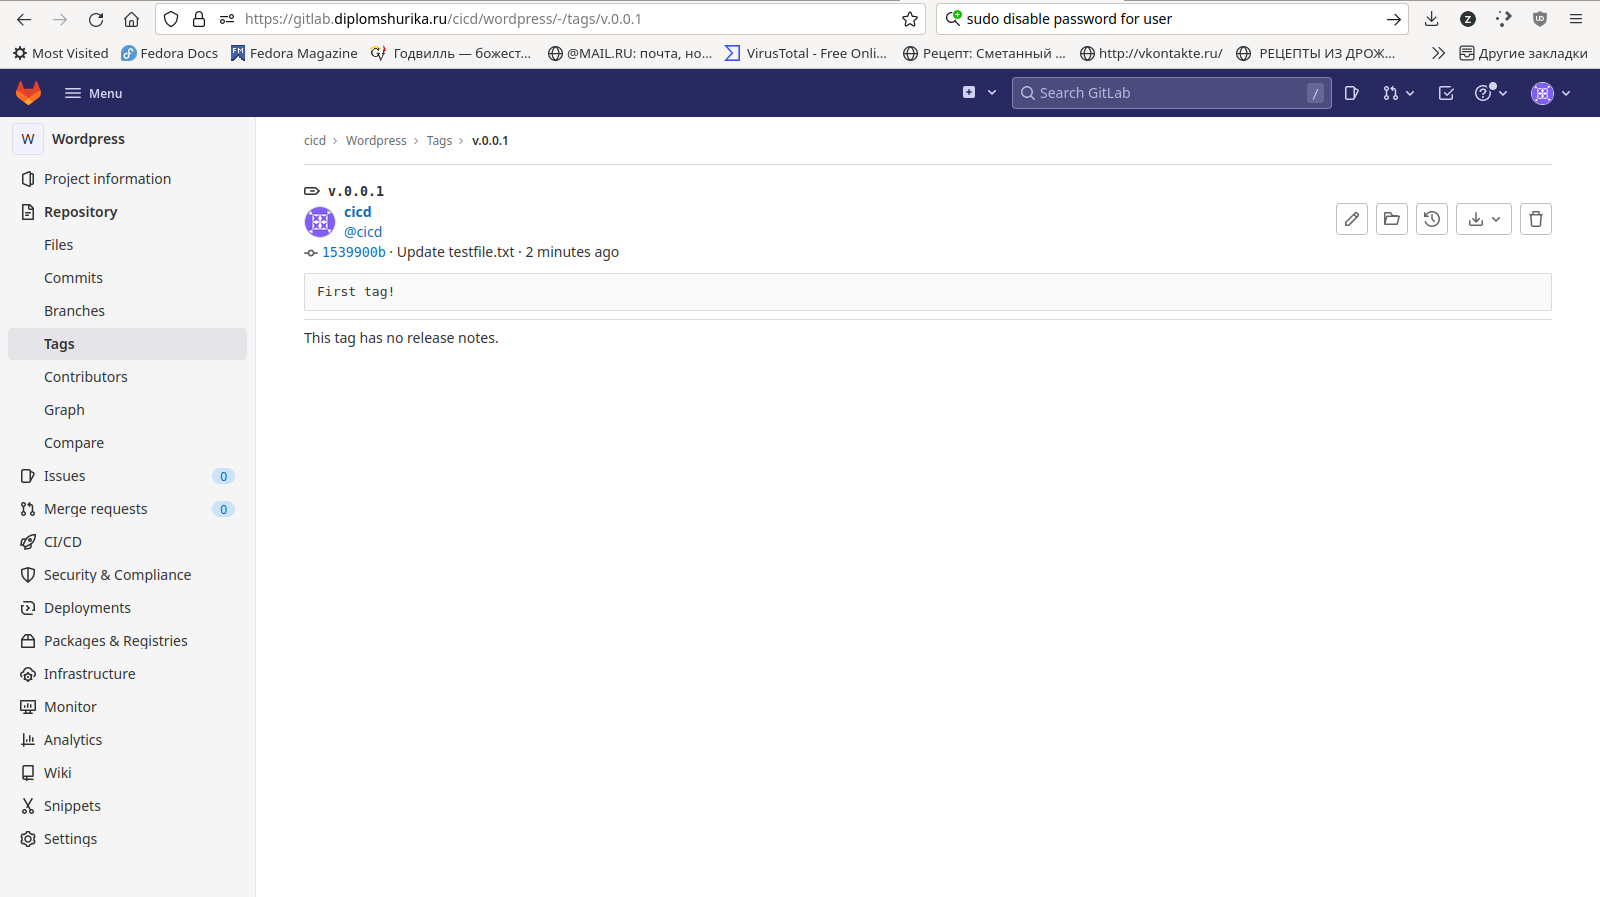 https://gitlab.diplomshurika.ru/cicd/wordpress/-/tags/v.0.0.1
sudo disable password for user
Most Visited
Fedora Docs
Fedora Magazine
Годвилль — божест...
@MAIL.RU: почта, но...
VirusTotal - Free Onli...
Рецепт: Сметанный ...
http://vkontakte.ru/
РЕЦЕПТЫ ИЗ ДРОЖ...
Другие закладки
Menu
Search GitLab
/
W Wordpress
Project information
Repository
Files
Commits
Branches
Tags
Contributors
Graph
Compare
Issues 0
Merge requests 0
CI/CD
Security & Compliance
Deployments
Packages & Registries
Infrastructure
Monitor
Analytics
Wiki
Snippets
Settings
cicd › Wordpress › Tags › v.0.0.1
v.0.0.1
cicd
@cicd
1539900b · Update testfile.txt · 2 minutes ago
First tag!
This tag has no release notes.